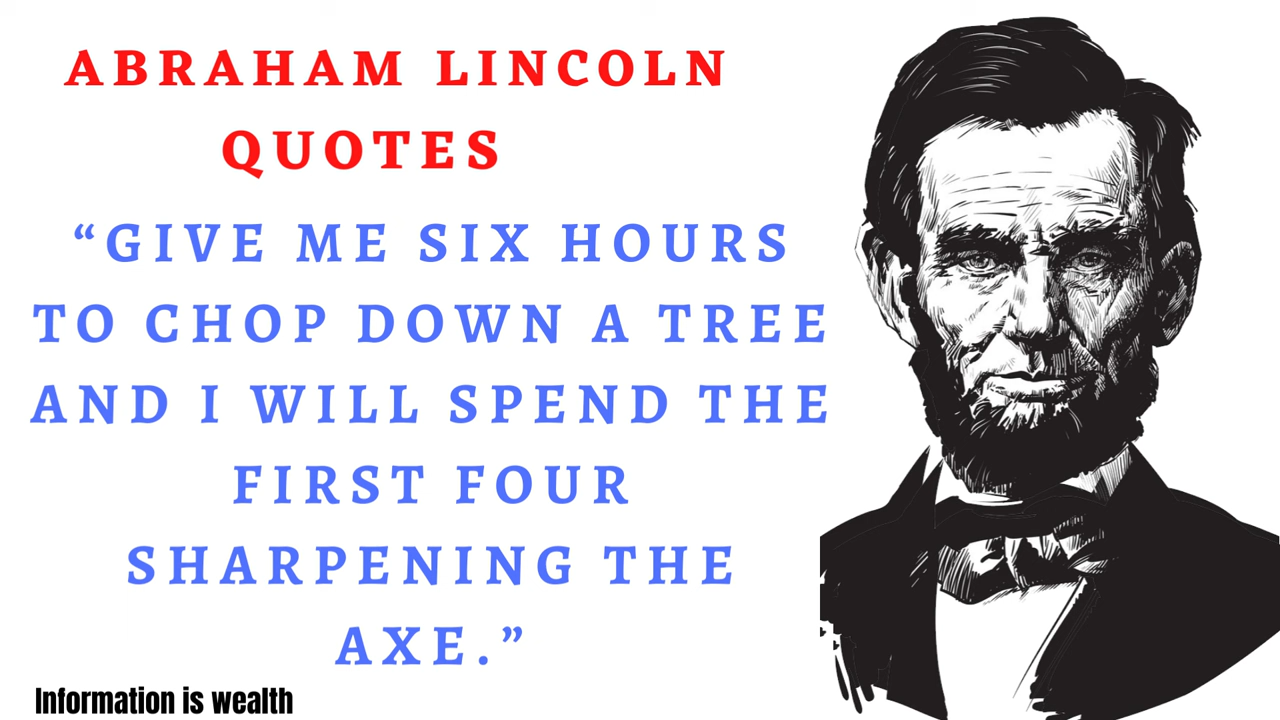 ABRAHAM LINCOLN
QUOTES
“GIVE ME SIX HOURS
TO CHOP DOWN A TREE
AND I WILL SPEND THE
FIRST FOUR
SHARPENING THE
AXE.”
Information is wealth